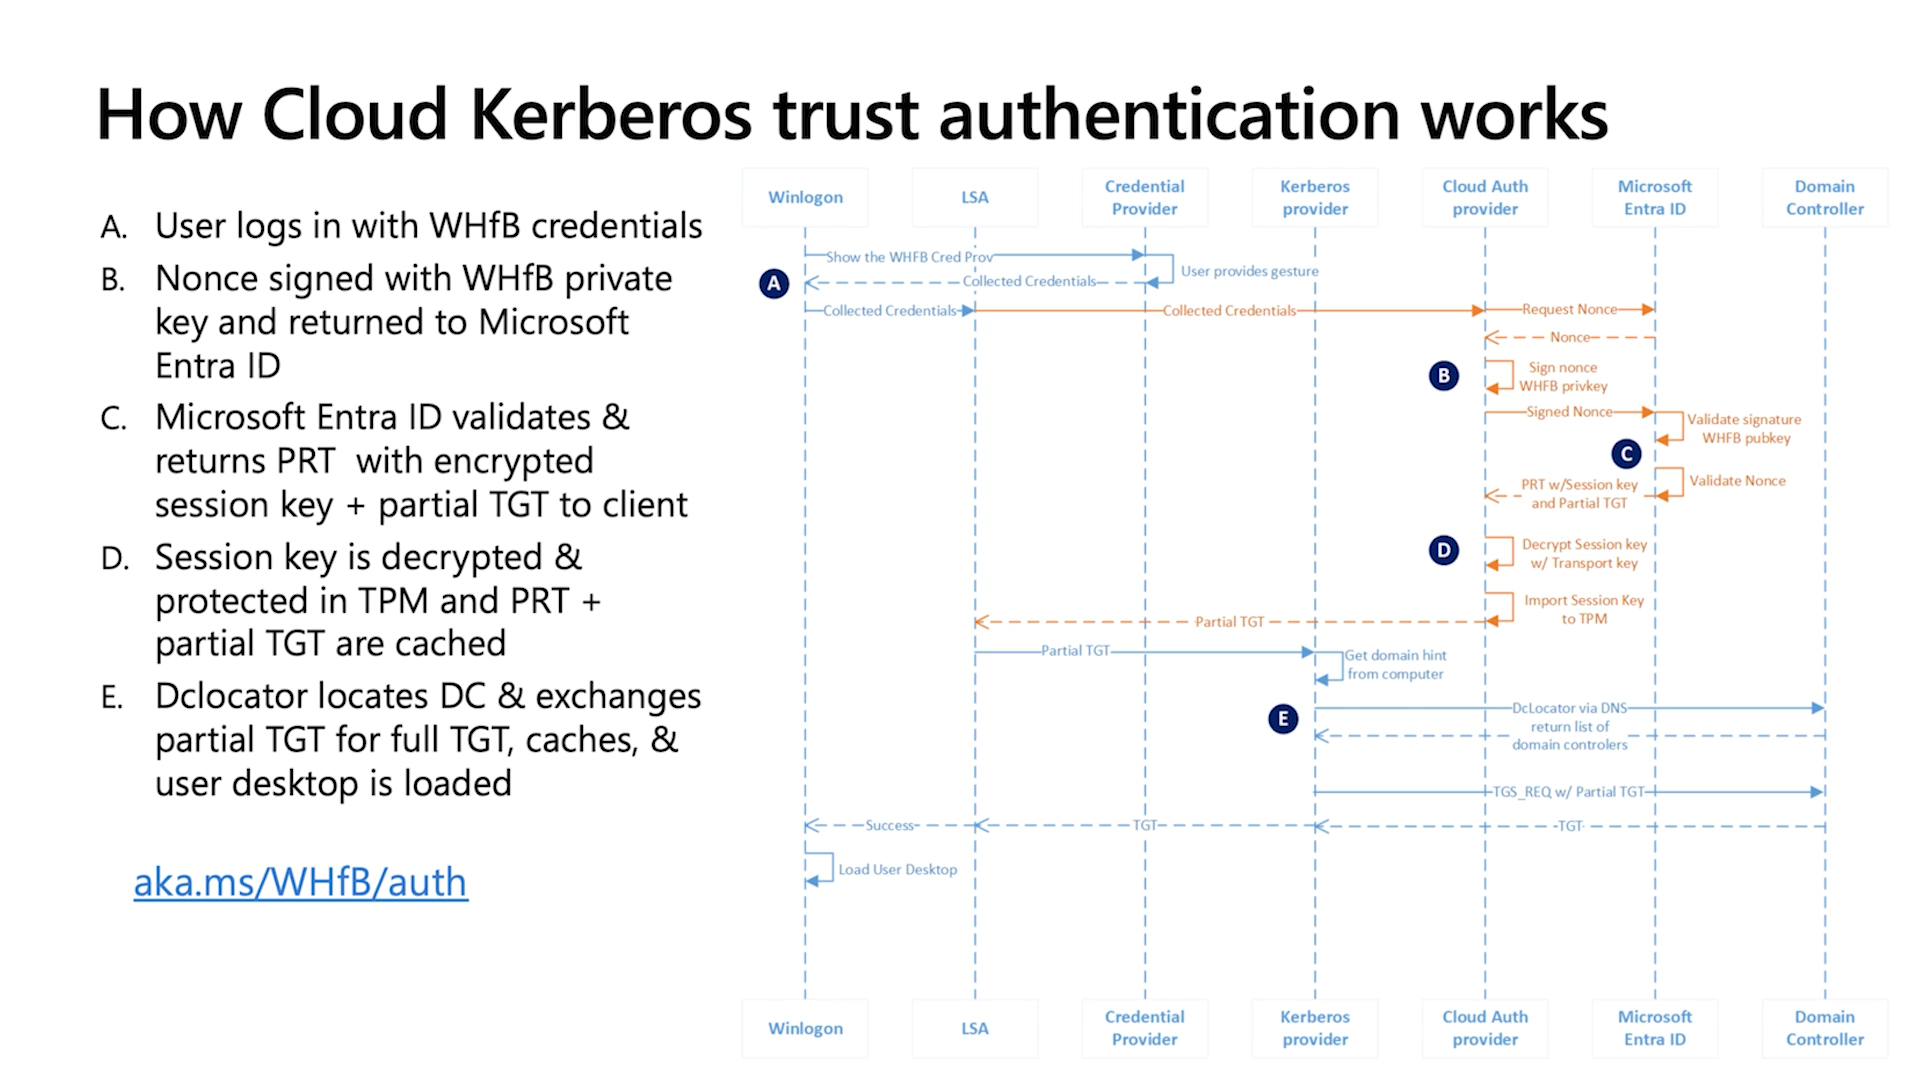 How Cloud Kerberos trust authentication works
A. User logs in with WHfB credentials
B. Nonce signed with WHfB private
key and returned to Microsoft
Entra ID
C. Microsoft Entra ID validates &
returns PRT with encrypted
session key + partial TGT to client
D. Session key is decrypted &
protected in TPM and PRT +
partial TGT are cached
E. Dclocator locates DC & exchanges
partial TGT for full TGT, caches, &
user desktop is loaded
aka.ms/WHfB/auth
Winlogon
LSA
Credential
Provider
Kerberos
provider
Cloud Auth
provider
Microsoft
Entra ID
Domain
Controller
Show the WHFB Cred Prov
User provides gesture
A
Collected Credentials
Collected Credentials
Collected Credentials
Request Nonce
Nonce
B
Sign nonce
WHFB privkey
Signed Nonce
Validate signature
WHFB pubkey
C
Validate Nonce
PRT w/Session key
and Partial TGT
D
Decrypt Session key
w/ Transport key
Import Session Key
to TPM
Partial TGT
Partial TGT
Get domain hint
from computer
E
DcLocator via DNS
return list of
domain controlers
TGS_REQ w/ Partial TGT
Success
TGT
TGT
Load User Desktop
Winlogon
LSA
Credential
Provider
Kerberos
provider
Cloud Auth
provider
Microsoft
Entra ID
Domain
Controller